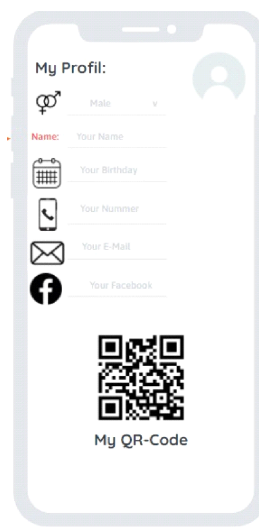 My Profil:
Male v
Name: Your Name
Your Birthday
Your Nummer
Your E-Mail
Your Facebook
My QR-Code